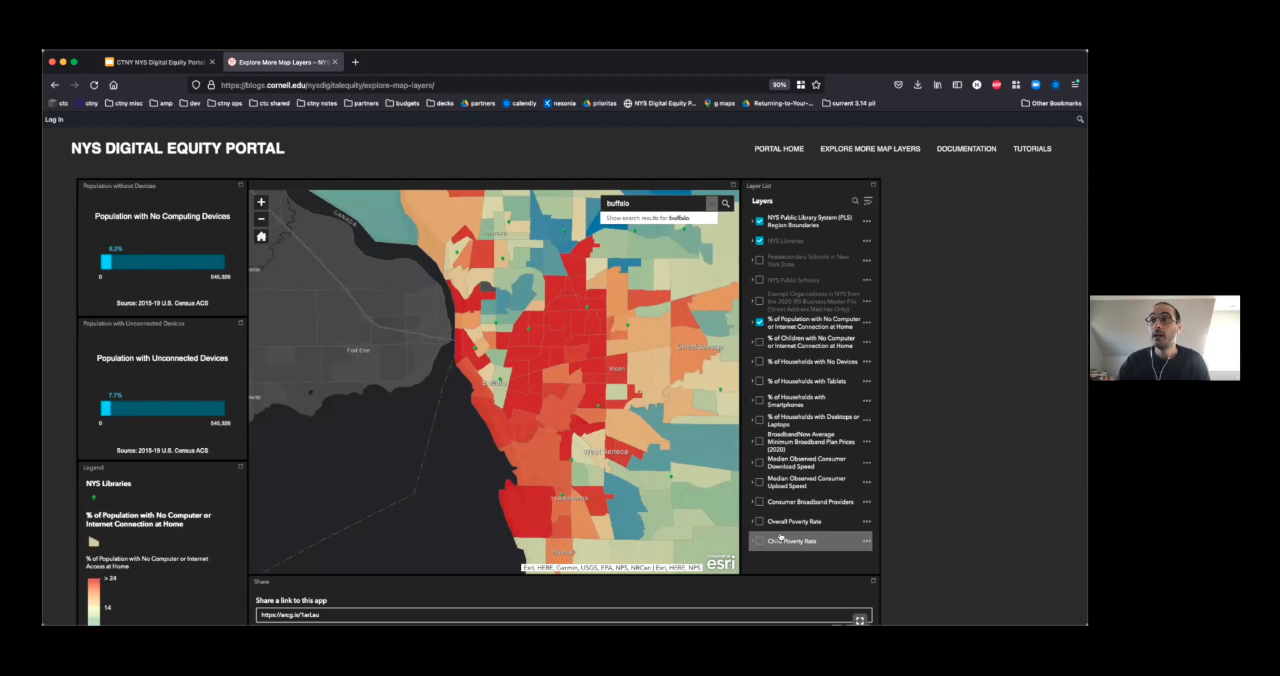 CTNY NYS Digital Equity Portal
Explore More Map Layers – NYS
https://blogs.cornell.edu/nysdigitalequity/explore-map-layers/
90%
ctc
ctny
ctny misc
amp
dev
ctny ops
ctc shared
ctny notes
partners
budgets
decks
partners
calendly
nexonia
prioritas
NYS Digital Equity P...
g maps
Returning-to-Your-...
current 3.14 pil
Other Bookmarks
Log In
NYS DIGITAL EQUITY PORTAL
PORTAL HOME
EXPLORE MORE MAP LAYERS
DOCUMENTATION
TUTORIALS
Population without Devices
Population with No Computing Devices
8.3%
0
545,326
Source: 2015-19 U.S. Census ACS
Population with Unconnected Devices
Population with Unconnected Devices
7.7%
0
545,326
Source: 2015-19 U.S. Census ACS
Legend
NYS Libraries
% of Population with No Computer or
Internet Connection at Home
% of Population with No Computer or Internet
Access at Home
> 24
14
CANADA
Fort Erie
Kenmore
Buffalo
Sloan
Cheektowaga
West Seneca
Lackawanna
Blasdell
buffalo
Show search results for buffalo
Esri, HERE, Garmin, USGS, EPA, NPS, NRCan | Esri, HERE, NPS
POWERED BY
esri
Layer List
Layers
NYS Public Library System (PLS)
Region Boundaries
NYS Libraries
Postsecondary Schools in New
York State
NYS Public Schools
Exempt Organizations in NYS from
the 2020 IRS Business Master File
(Street Address Matches Only)
% of Population with No Computer
or Internet Connection at Home
% of Children with No Computer
or Internet Connection at Home
% of Households with No Devices
% of Households with Tablets
% of Households with
Smartphones
% of Households with Desktops or
Laptops
BroadbandNow Average
Minimum Broadband Plan Prices
(2020)
Median Observed Consumer
Download Speed
Median Observed Consumer
Upload Speed
Consumer Broadband Providers
Overall Poverty Rate
Child Poverty Rate
Share
Share a link to this app